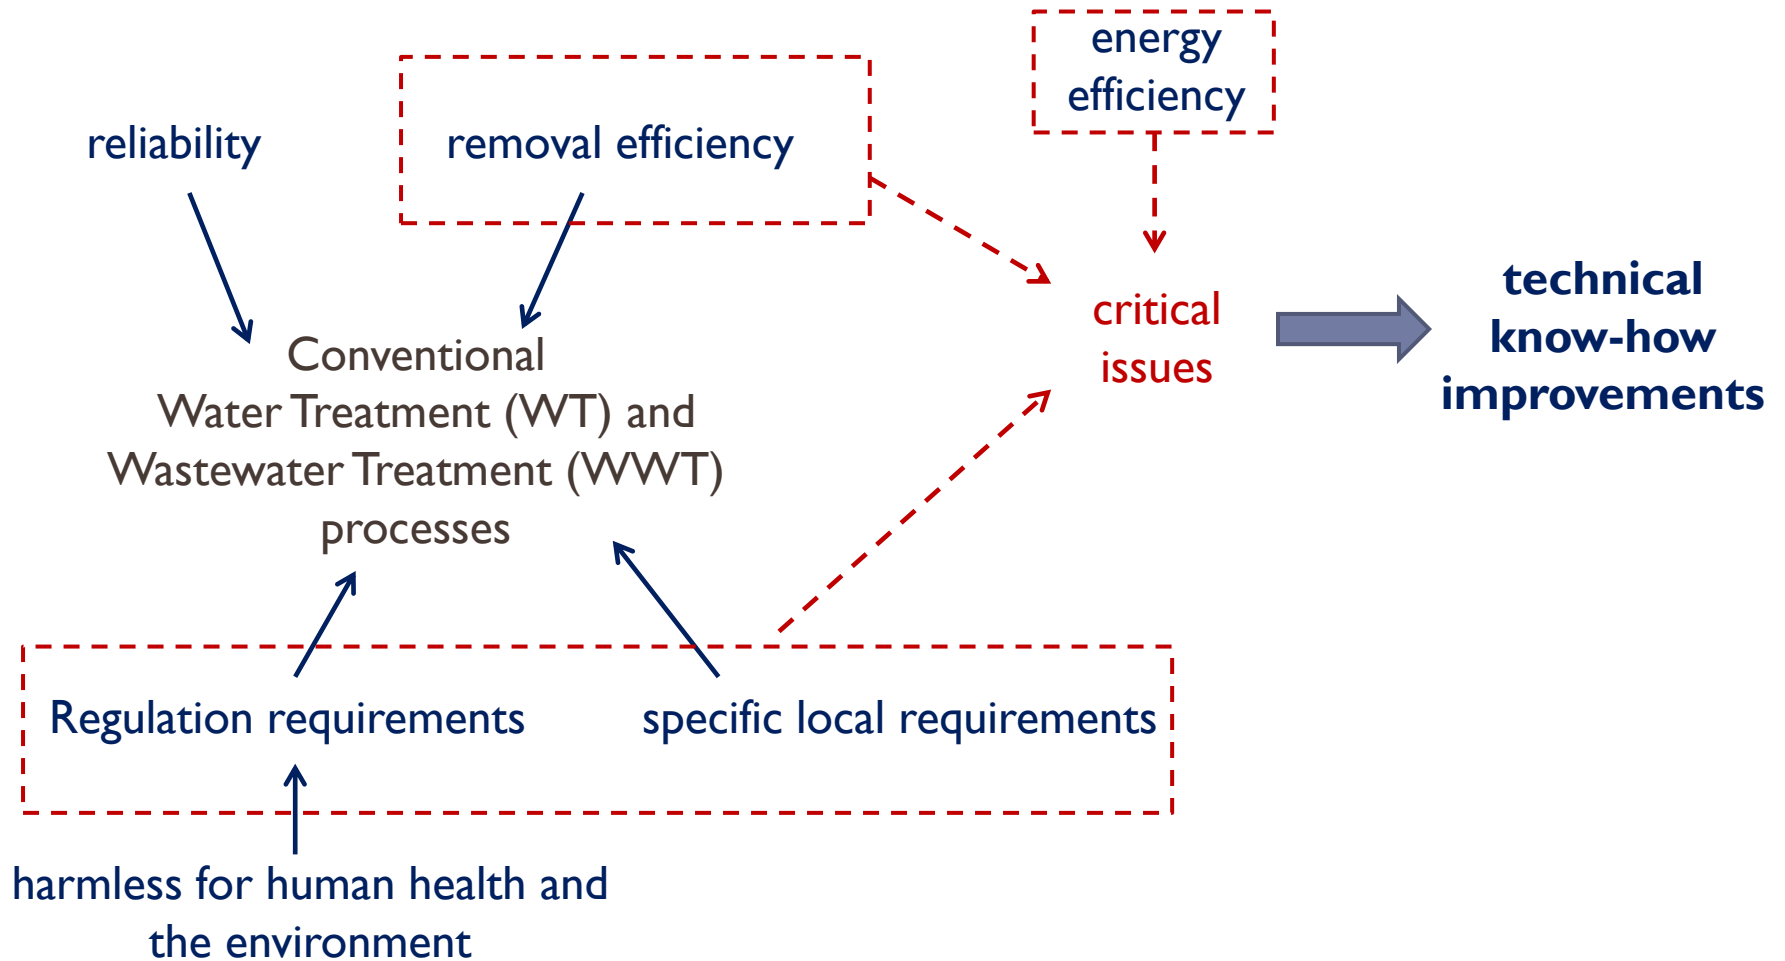 energy
efficiency
reliability
removal efficiency
critical
issues
technical
know-how
improvements
Conventional
Water Treatment (WT) and
Wastewater Treatment (WWT)
processes
Regulation requirements
specific local requirements
harmless for human health and
the environment